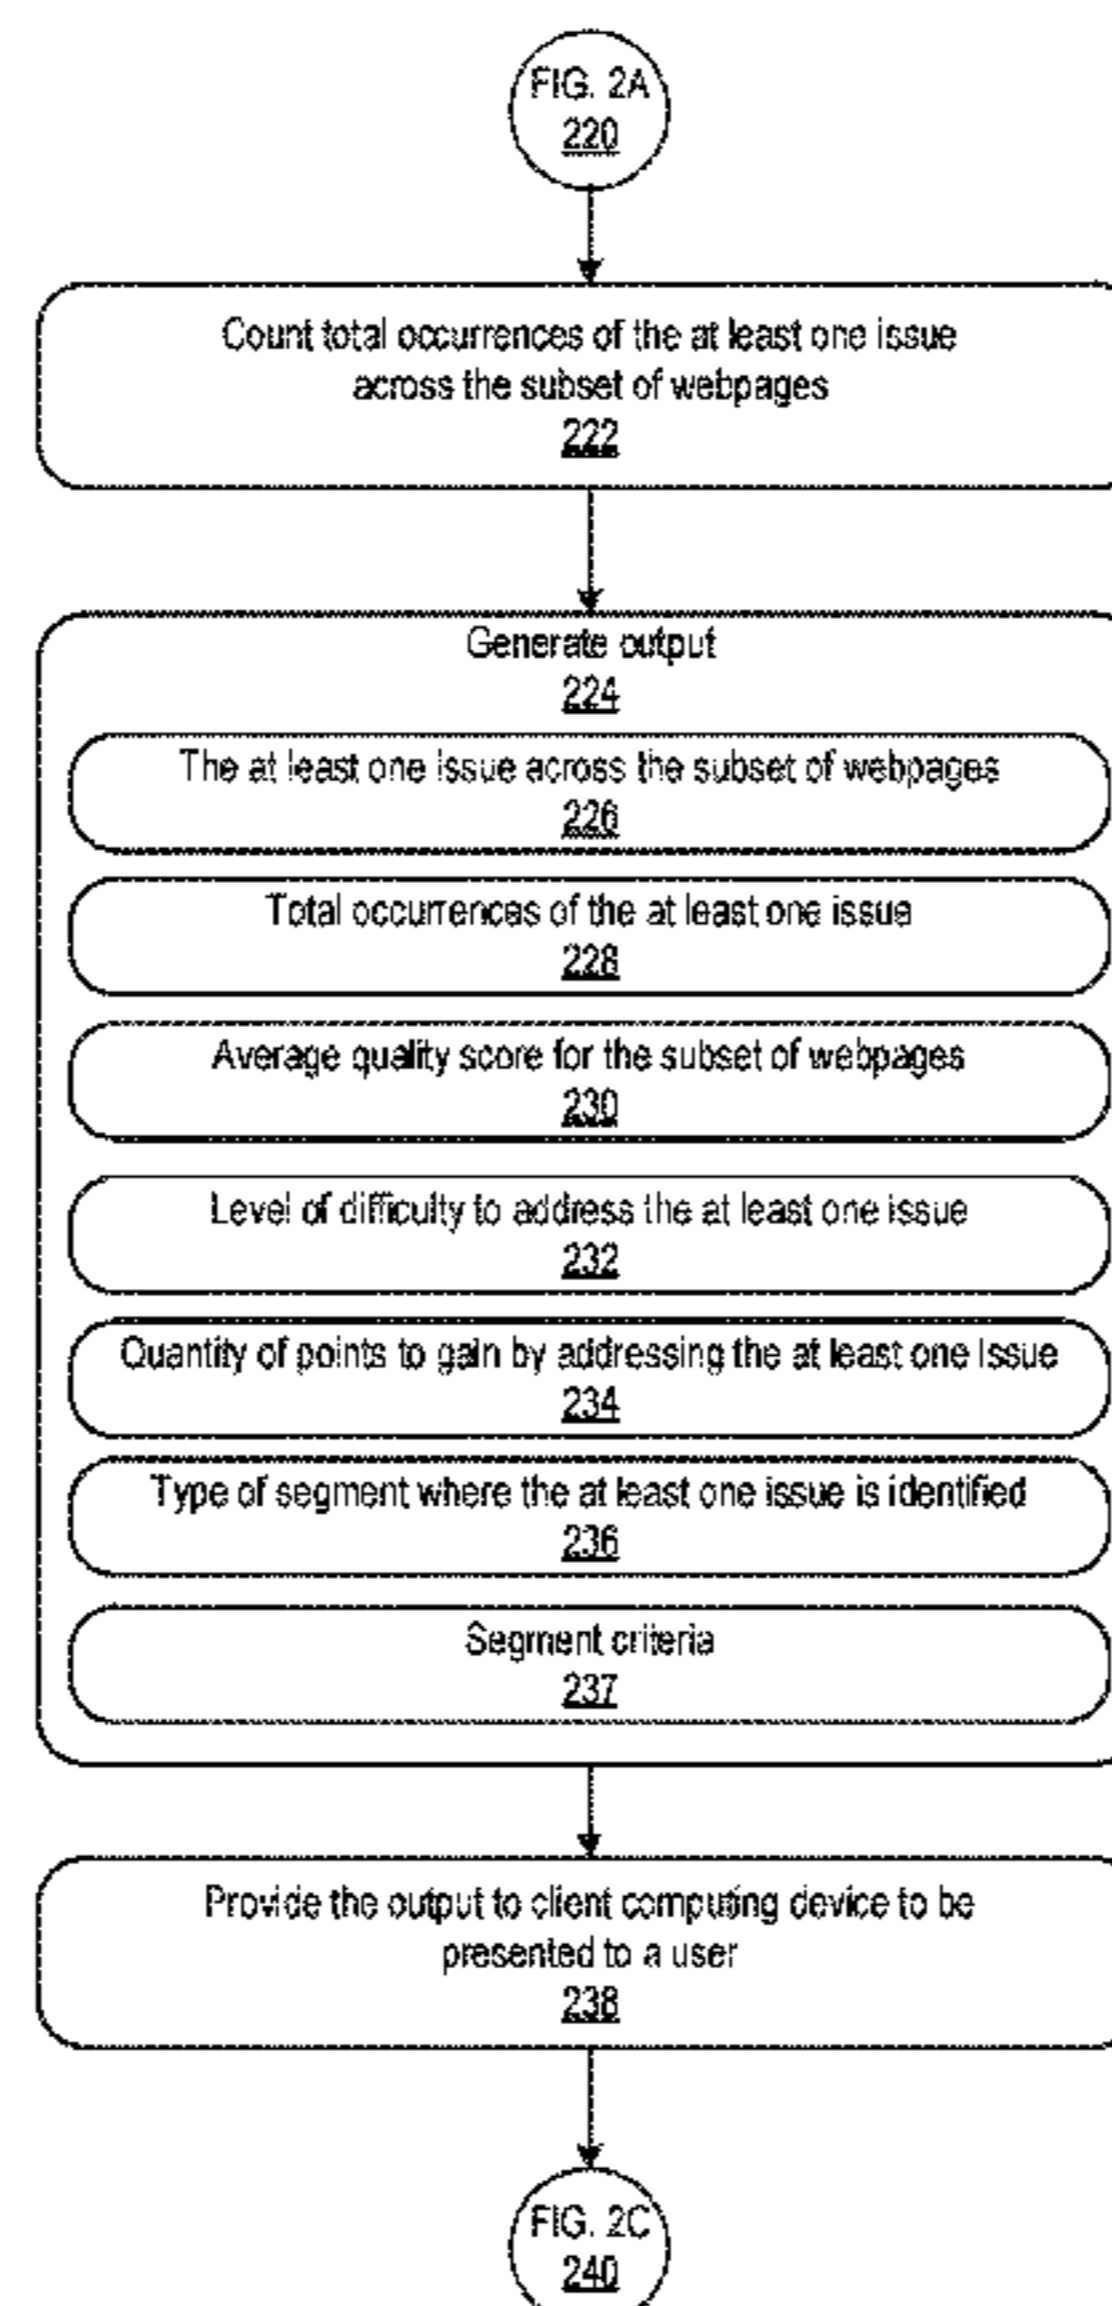 FIG. 2A
220
Count total occurrences of the at least one issue
across the subset of webpages
222
Generate output
224
The at least one issue across the subset of webpages
226
Total occurrences of the at least one issue
228
Average quality score for the subset of webpages
230
Level of difficulty to address the at least one issue
232
Quantity of points to gain by addressing the at least one issue
234
Type of segment where the at least one issue is identified
236
Segment criteria
237
Provide the output to client computing device to be
presented to a user
238
FIG. 2C
240